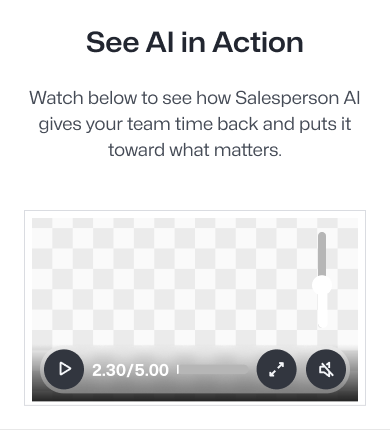 See AI in Action
Watch below to see how Salesperson AI
gives your team time back and puts it
toward what matters.
2.30/5.00